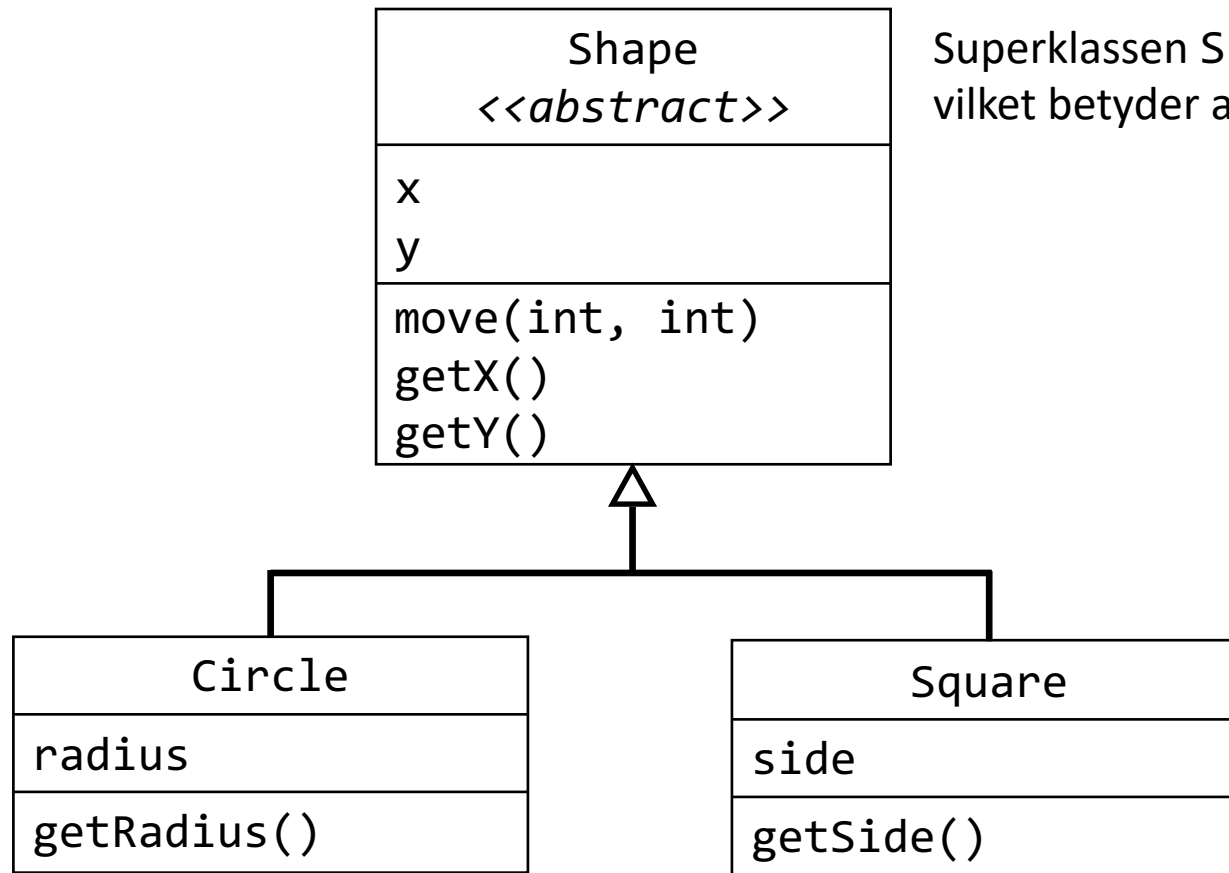 Shape
<<abstract>>
x
y
move(int, int)
getX()
getY()
Superklassen S
vilket betyder a
Circle
radius
getRadius()
Square
side
getSide()